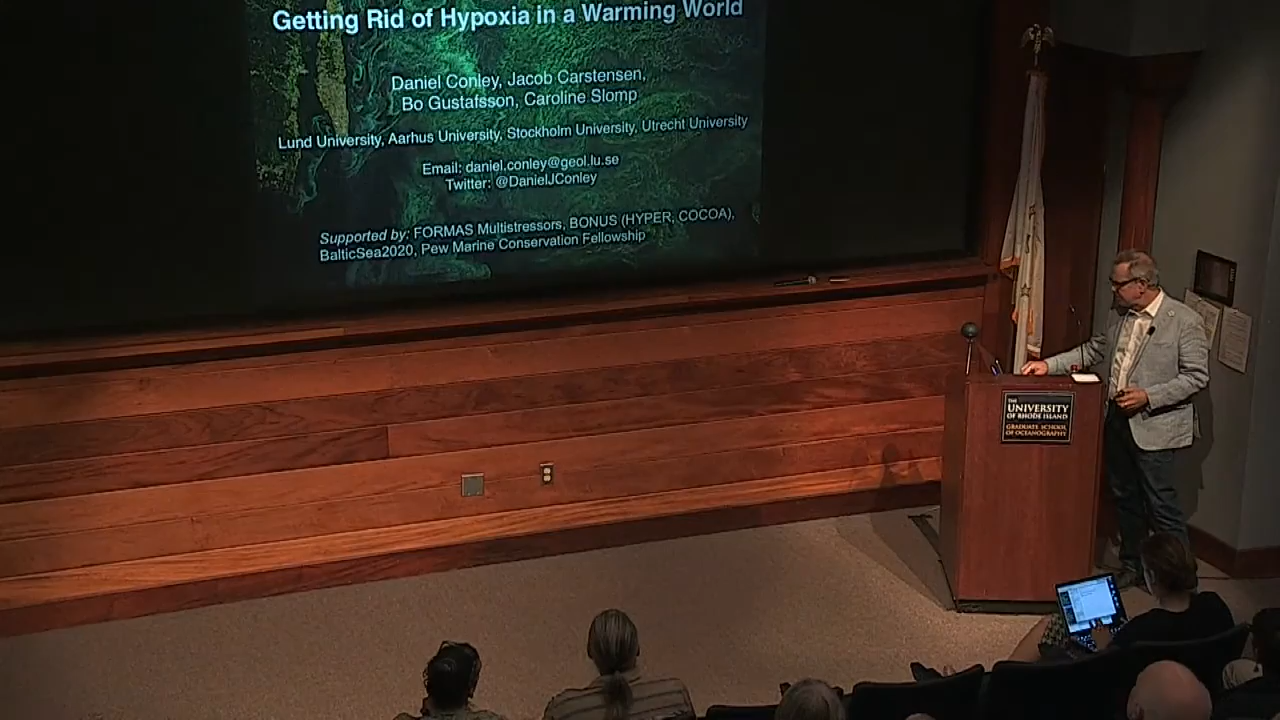 Getting Rid of Hypoxia in a Warming World
Daniel Conley, Jacob Carstensen,
Bo Gustafsson, Caroline Slomp
Lund University, Aarhus University, Stockholm University, Utrecht University
Email: daniel.conley@geol.lu.se
Twitter: @DanielJConley
Supported by: FORMAS Multistressors, BONUS (HYPER, COCOA),
BalticSea2020, Pew Marine Conservation Fellowship
THE
UNIVERSITY
OF RHODE ISLAND
GRADUATE SCHOOL
OF OCEANOGRAPHY